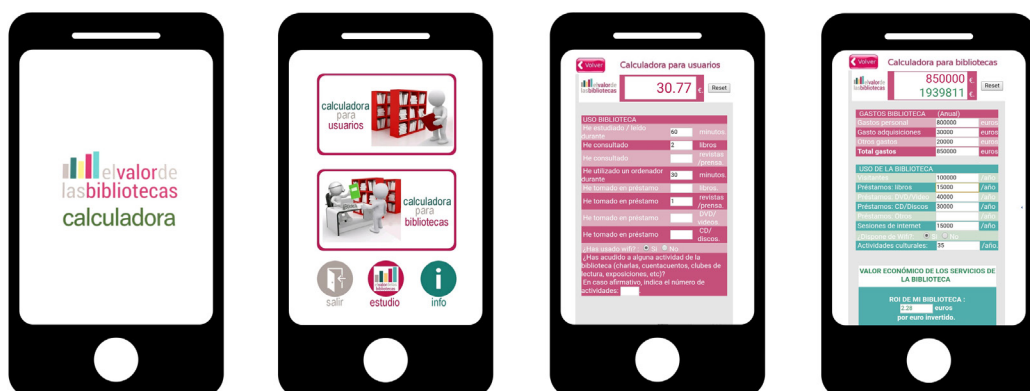 elvalorde
lasbibliotecas
calculadora
calculadora
para
usuarios
calculadora
para
bibliotecas
salir
estudio
info
Volver
Calculadora para usuarios
elvalorde
lasbibliotecas
30.77 €.
Reset
USO BIBLIOTECA
He estudiado / leído
durante 60 minutos.
He consultado 2 libros
He consultado revistas
/prensa.
He utilizado un ordenador
durante 30 minutos.
He tomado en préstamo libros.
He tomado en préstamo 1 revistas
/prensa.
He tomado en préstamo DVD/
videos.
He tomado en préstamo CD/
discos.
¿Has usado wifi? Si No
¿Has acudido a alguna actividad de la
biblioteca (charlas, cuentacuentos, clubes de
lectura, exposiciones, etc)?
En caso afirmativo, indica el número de
actividades:
Volver
Calculadora para bibliotecas
elvalorde
lasbibliotecas
850000 €.
1939811 €.
Reset
GASTOS BIBLIOTECA (Anual)
Gastos personal 800000 euros
Gasto adquisiciones 30000 euros
Otros gastos 20000 euros
Total gastos 850000 euros
USO DE LA BIBLIOTECA
Visitantes 100000 /año
Préstamos: libros 15000 /año
Préstamos: DVD/Video 40000 /año
Préstamos: CD/Discos 30000 /año
Préstamos: Otros /año
Sesiones de internet 15000 /año
¿Dispone de Wifi? Si No
Actividades culturales: 35 /año.
VALOR ECONÓMICO DE LOS SERVICIOS DE
LA BIBLIOTECA
ROI DE MI BIBLIOTECA :
2.28 euros
por euro invertido.